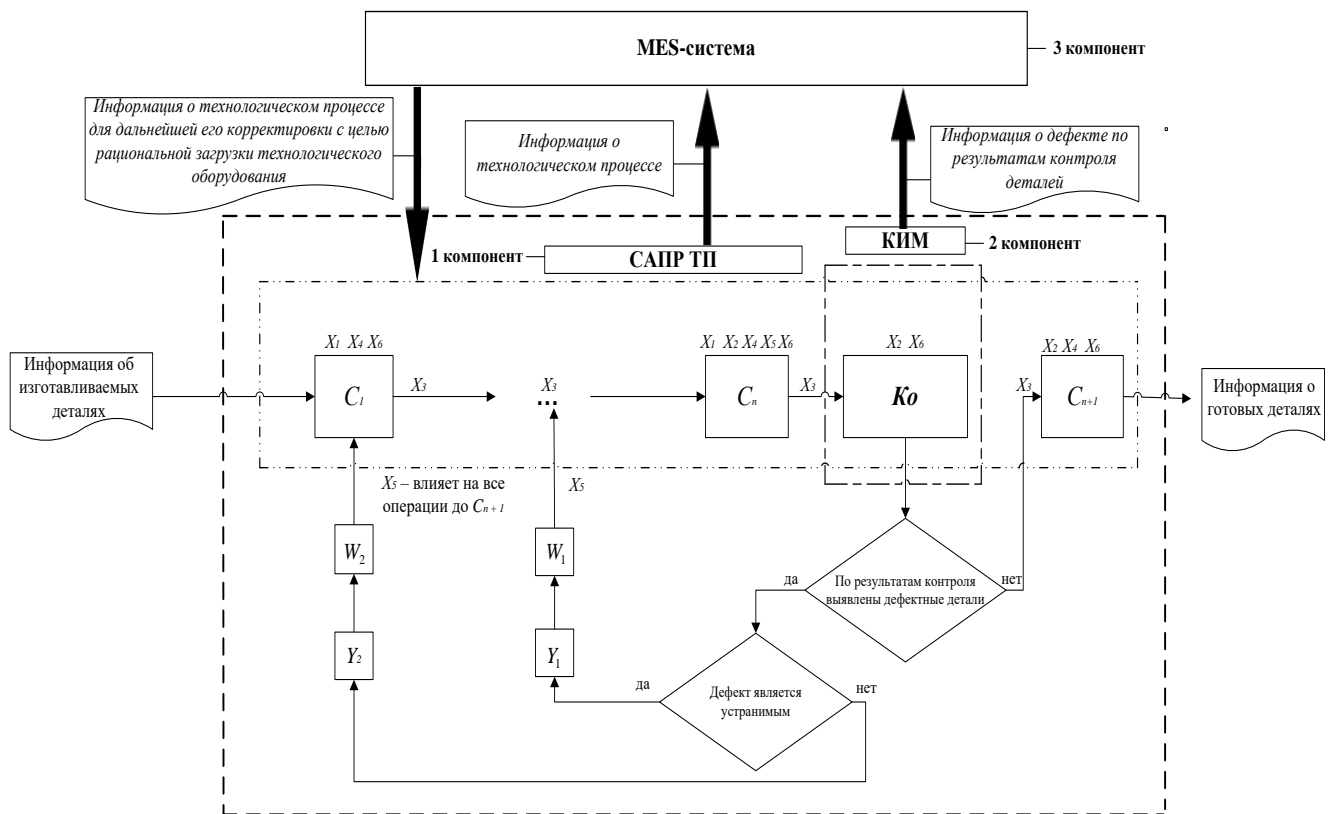 MES-система
3 компонент
Информация о технологическом процессе
для дальнейшей его корректировки с целью
рациональной загрузки технологического
оборудования
Информация о
технологическом процессе
Информация о дефекте по
результатам контроля
деталей
1 компонент
САПР ТП
КИМ
2 компонент
X1 X4 X6
X1 X2 X4 X5 X6
X2 X6
X2 X4 X6
Информация об
изготавливаемых
деталях
C1
X3
X3
...
Cn
X3
Ко
X3
Cn+1
Информация о
готовых деталях
X5 – влияет на все
операции до Cn+1
X5
W2
W1
да
По результатам контроля
выявлены дефектные детали
нет
Y2
Y1
да
Дефект является
устранимым
нет